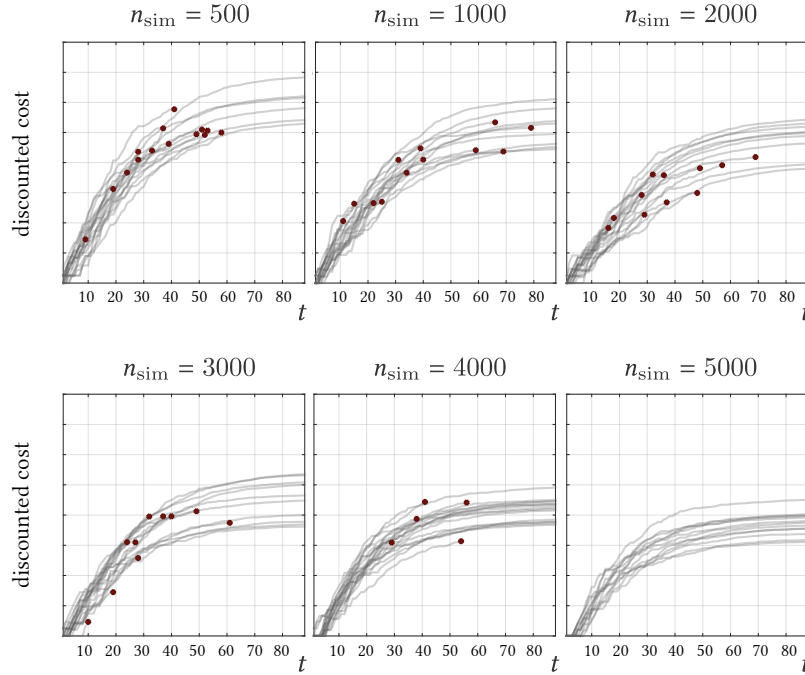 n_sim = 500
n_sim = 1000
n_sim = 2000
discounted cost
10 20 30 40 50 60 70 80
10 20 30 40 50 60 70 80
10 20 30 40 50 60 70 80
t
t
t
n_sim = 3000
n_sim = 4000
n_sim = 5000
discounted cost
10 20 30 40 50 60 70 80
10 20 30 40 50 60 70 80
10 20 30 40 50 60 70 80
t
t
t